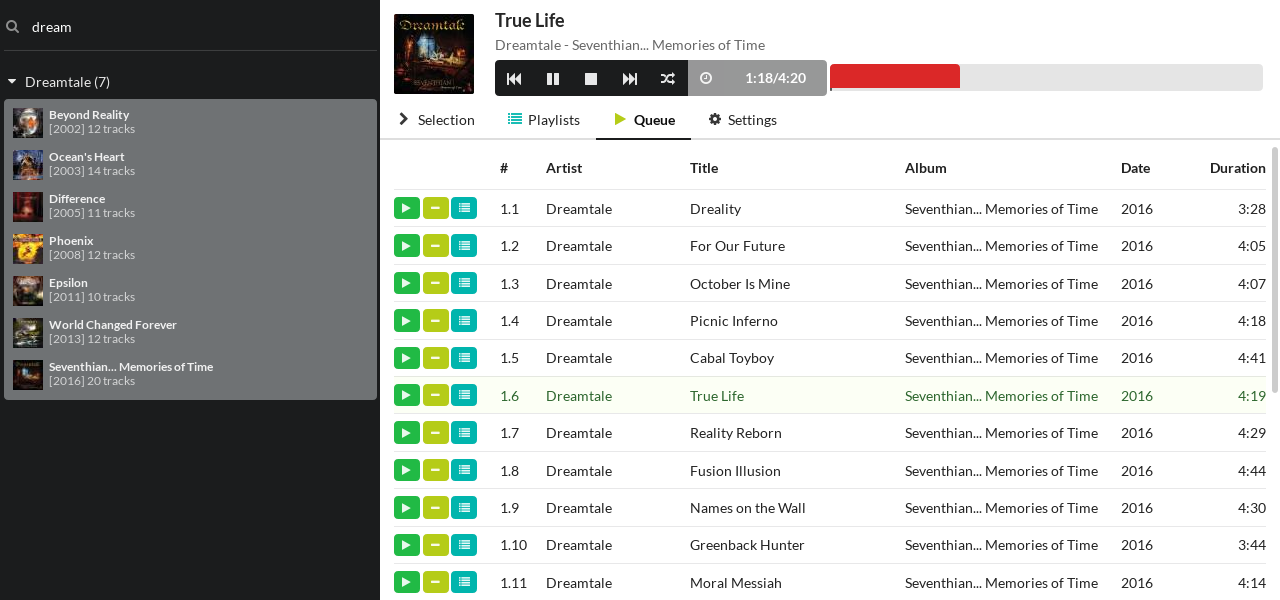 dream
Dreamtale (7)
Beyond Reality
[2002] 12 tracks
Ocean's Heart
[2003] 14 tracks
Difference
[2005] 11 tracks
Phoenix
[2008] 12 tracks
Epsilon
[2011] 10 tracks
World Changed Forever
[2013] 12 tracks
Seventhian... Memories of Time
[2016] 20 tracks
Dreamtale
SEVENTHIAN
True Life
Dreamtale - Seventhian... Memories of Time
1:18/4:20
Selection Playlists Queue Settings
# Artist Title Album Date Duration
1.1 Dreamtale Dreality Seventhian... Memories of Time 2016 3:28
1.2 Dreamtale For Our Future Seventhian... Memories of Time 2016 4:05
1.3 Dreamtale October Is Mine Seventhian... Memories of Time 2016 4:07
1.4 Dreamtale Picnic Inferno Seventhian... Memories of Time 2016 4:18
1.5 Dreamtale Cabal Toyboy Seventhian... Memories of Time 2016 4:41
1.6 Dreamtale True Life Seventhian... Memories of Time 2016 4:19
1.7 Dreamtale Reality Reborn Seventhian... Memories of Time 2016 4:29
1.8 Dreamtale Fusion Illusion Seventhian... Memories of Time 2016 4:44
1.9 Dreamtale Names on the Wall Seventhian... Memories of Time 2016 4:30
1.10 Dreamtale Greenback Hunter Seventhian... Memories of Time 2016 3:44
1.11 Dreamtale Moral Messiah Seventhian... Memories of Time 2016 4:14